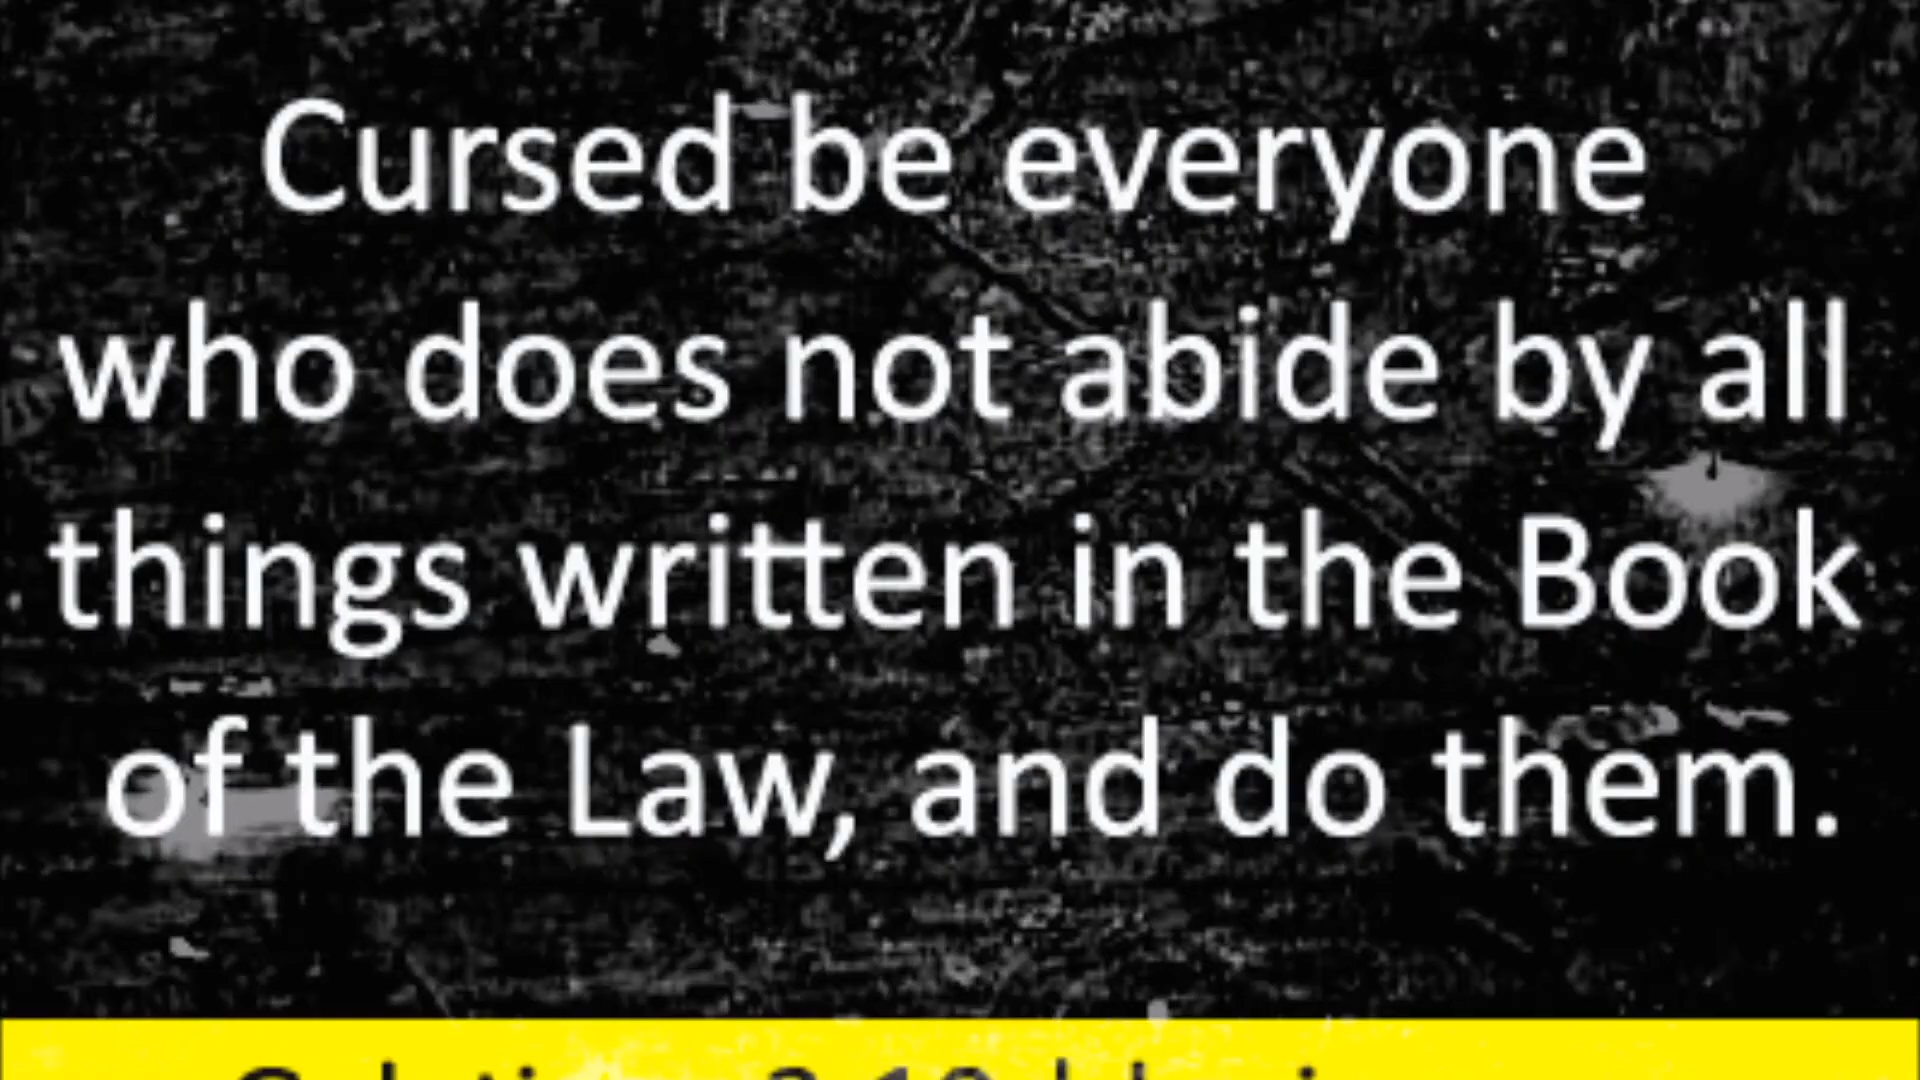 Cursed be everyone
who does not abide by all
things written in the Book
of the Law, and do them.